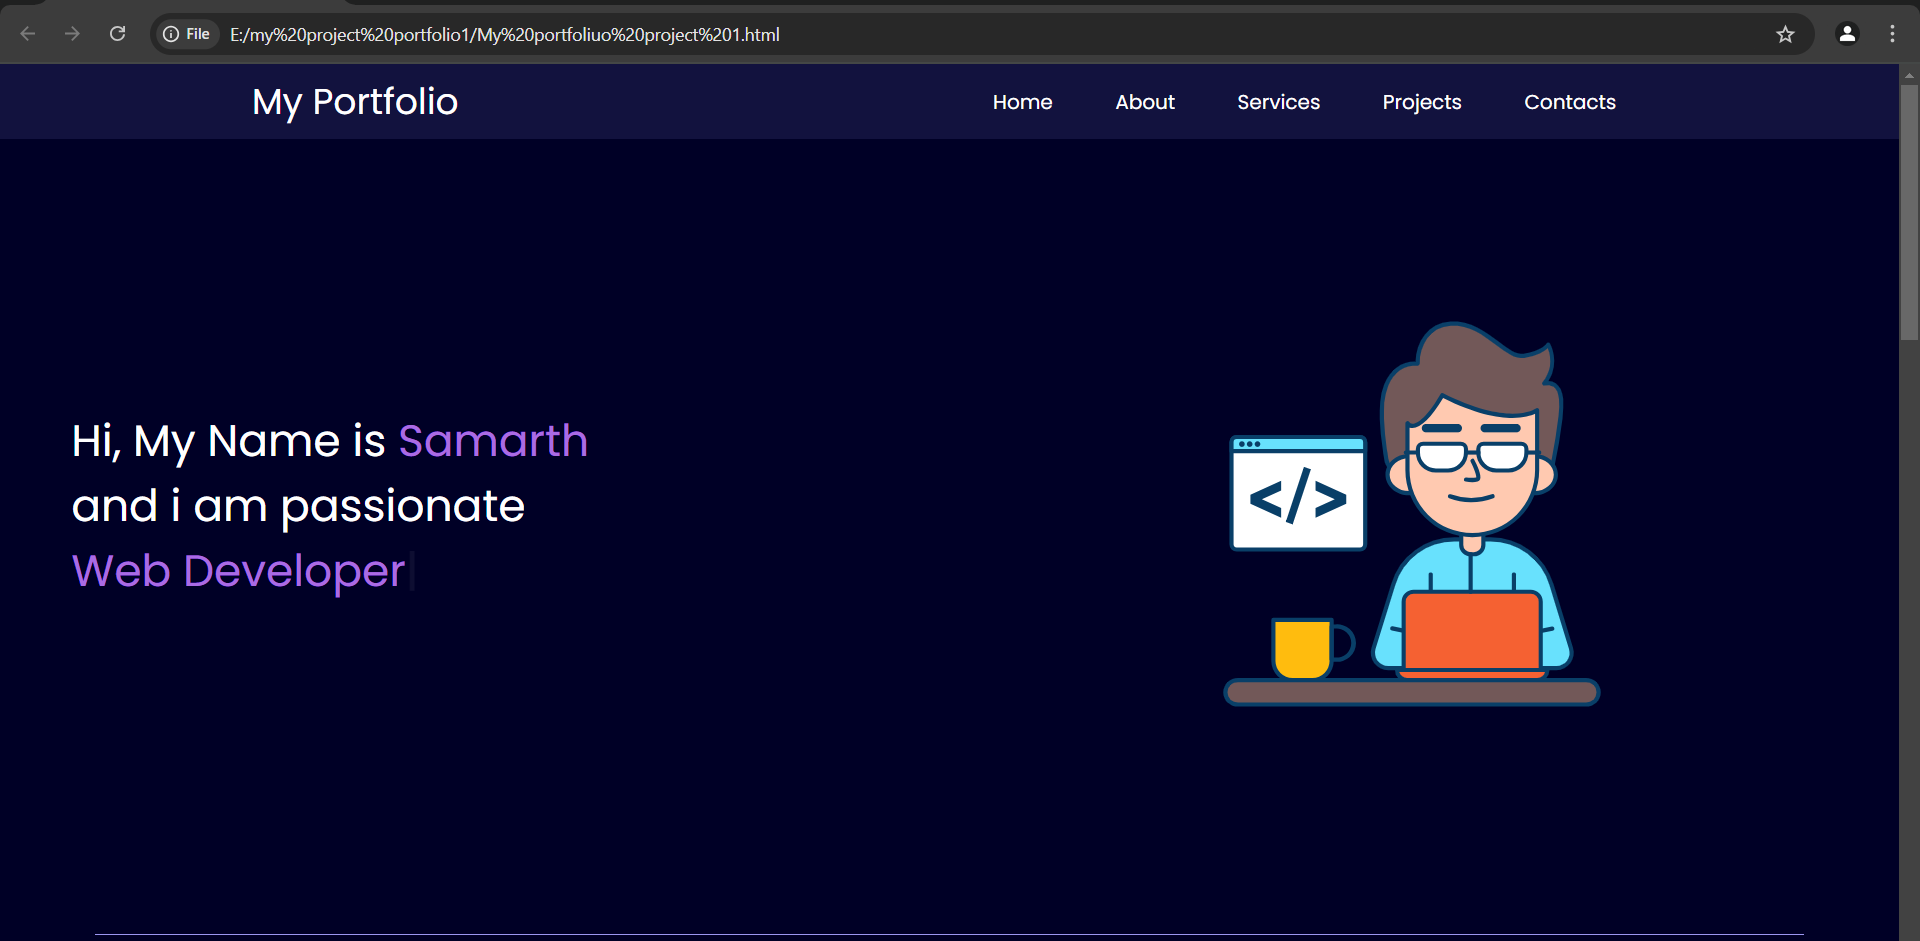 File E:/my%20project%20portfolio1/My%20portfoliuo%20project%201.html
My Portfolio Home About Services Projects Contacts
Hi, My Name is Samarth
and i am passionate
Web Developer
</>